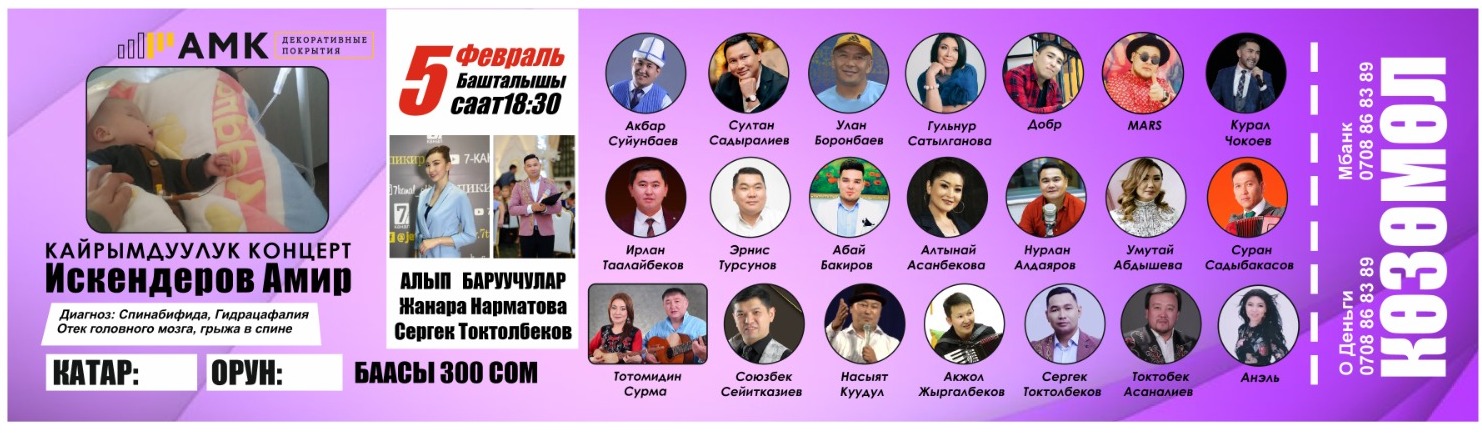 АМК
ДЕКОРАТИВНЫЕ
ПОКРЫТИЯ
КАЙРЫМДУУЛУК КОНЦЕРТ
Искендеров Амир
Диагноз: Спинабифида, Гидрацафалия
Отек головного мозга, грыжа в спине
КАТАР:
ОРУН:
БААСЫ 300 СОМ
5 Февраль
Башталышы
саат18:30
7-КАН
АЛЫП БАРУУЧУЛАР
Жанара Нарматова
Сергек Токтолбеков
Акбар
Суйунбаев
Султан
Садыралиев
Улан
Боронбаев
Гульнур
Сатылганова
Добр
MARS
Курал
Чокоев
Ирлан
Таалайбеков
Эрнис
Турсунов
Абай
Бакиров
Алтынай
Асанбекова
Нурлан
Алдаяров
Умутай
Абдышева
Суран
Садыбакасов
Тотомидин
Сурма
Союзбек
Сейитказиев
Насыят
Куудул
Акжол
Жыргалбеков
Сергек
Токтолбеков
Токтобек
Асаналиев
Анэль
О Деньги
0708 86 83 89
Мбанк
0708 86 83 89
КӨЗӨМӨЛ